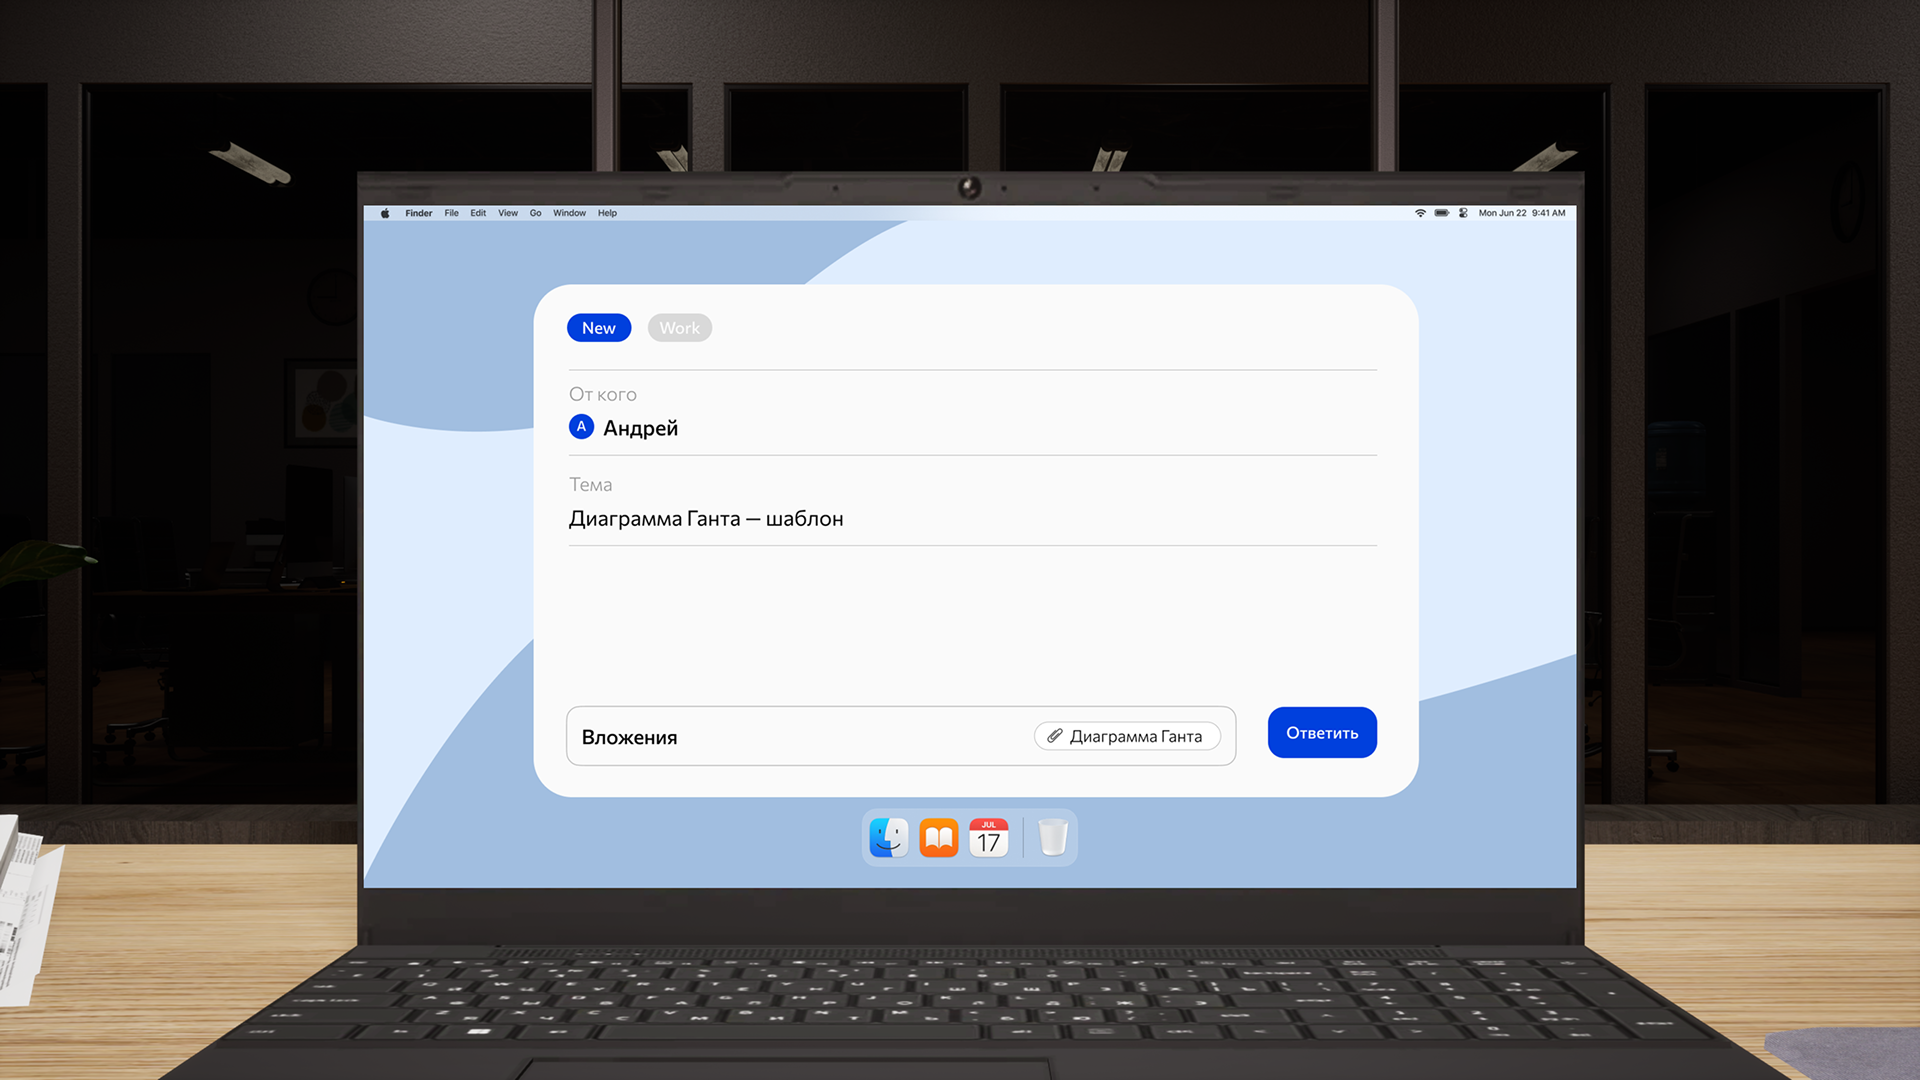 Finder File Edit View Go Window Help
Mon Jun 22 9:41 AM
New Work
От кого
А Андрей
Тема
Диаграмма Ганта — шаблон
Вложения
Диаграмма Ганта
Ответить
JUL
17